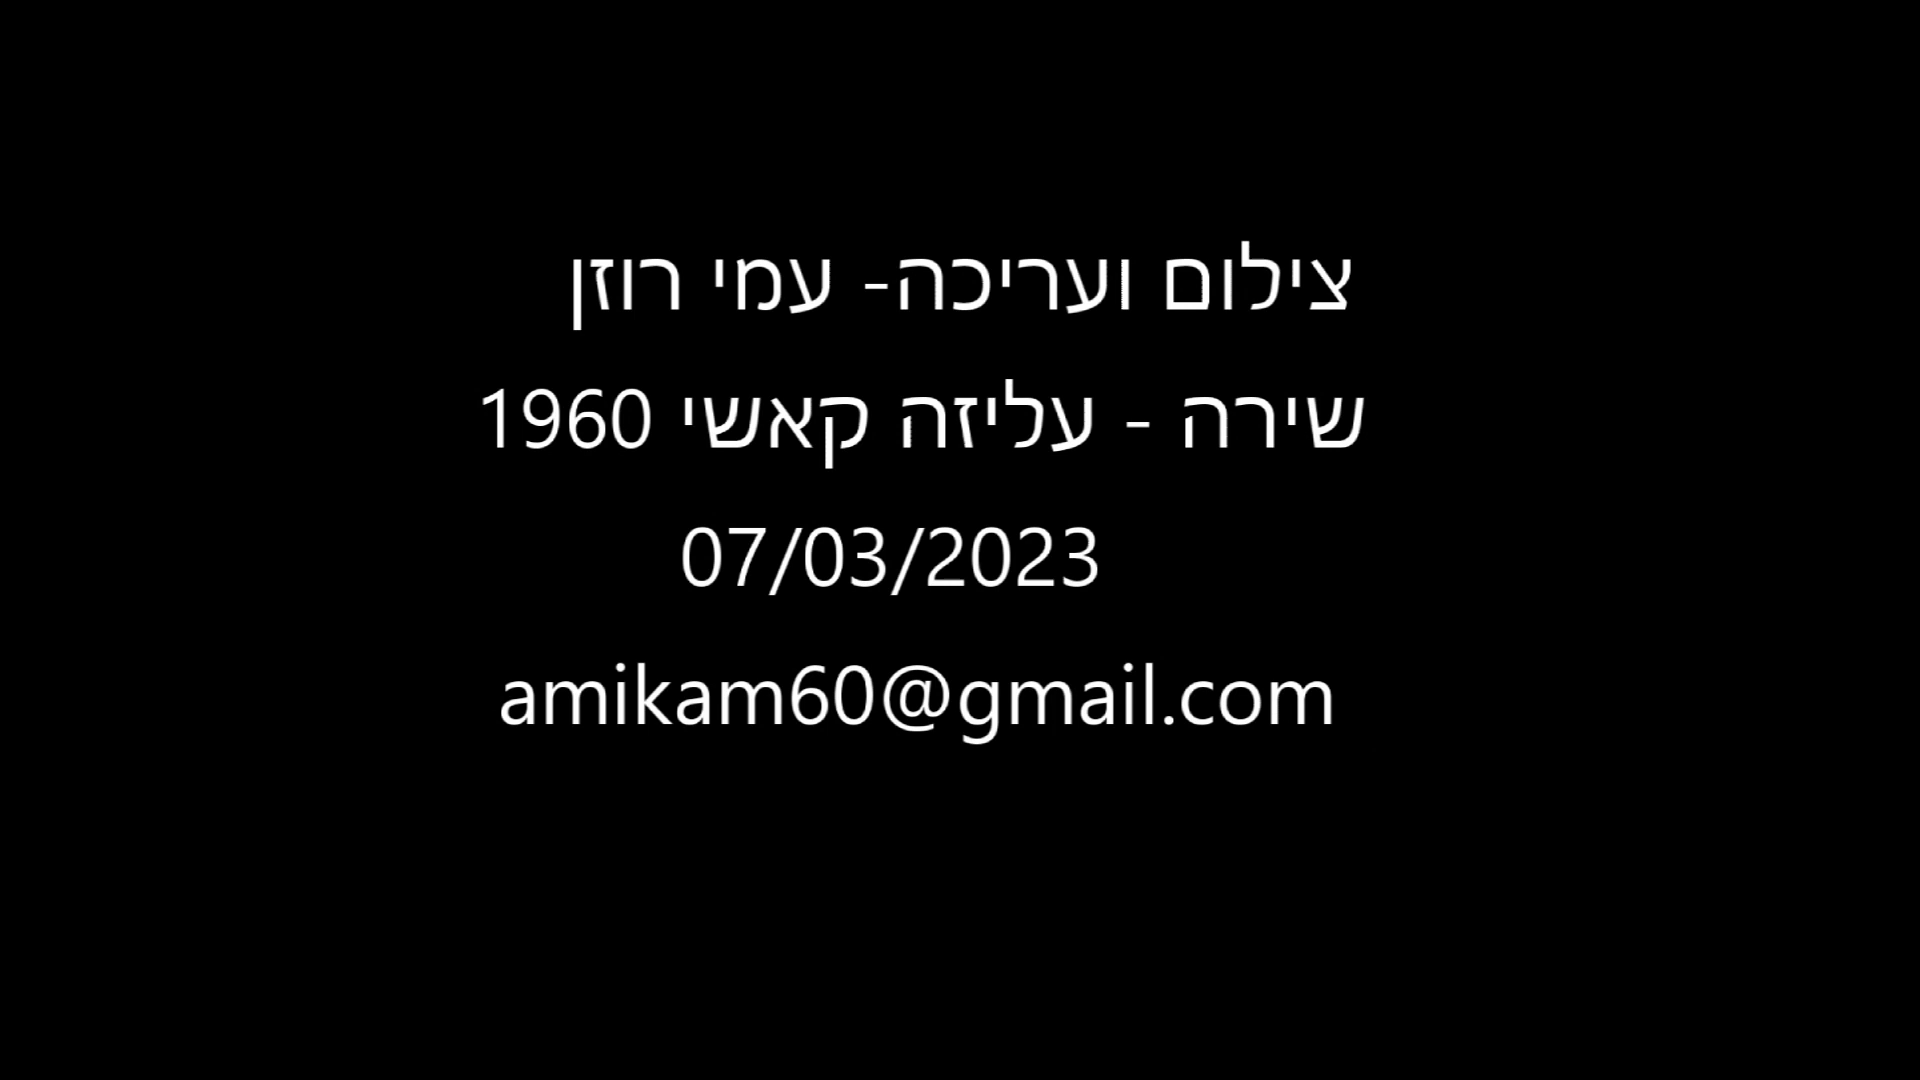 צילום ועריכה- עמי רוזן
שירה - עליזה קאשי 1960
07/03/2023
amikam60@gmail.com